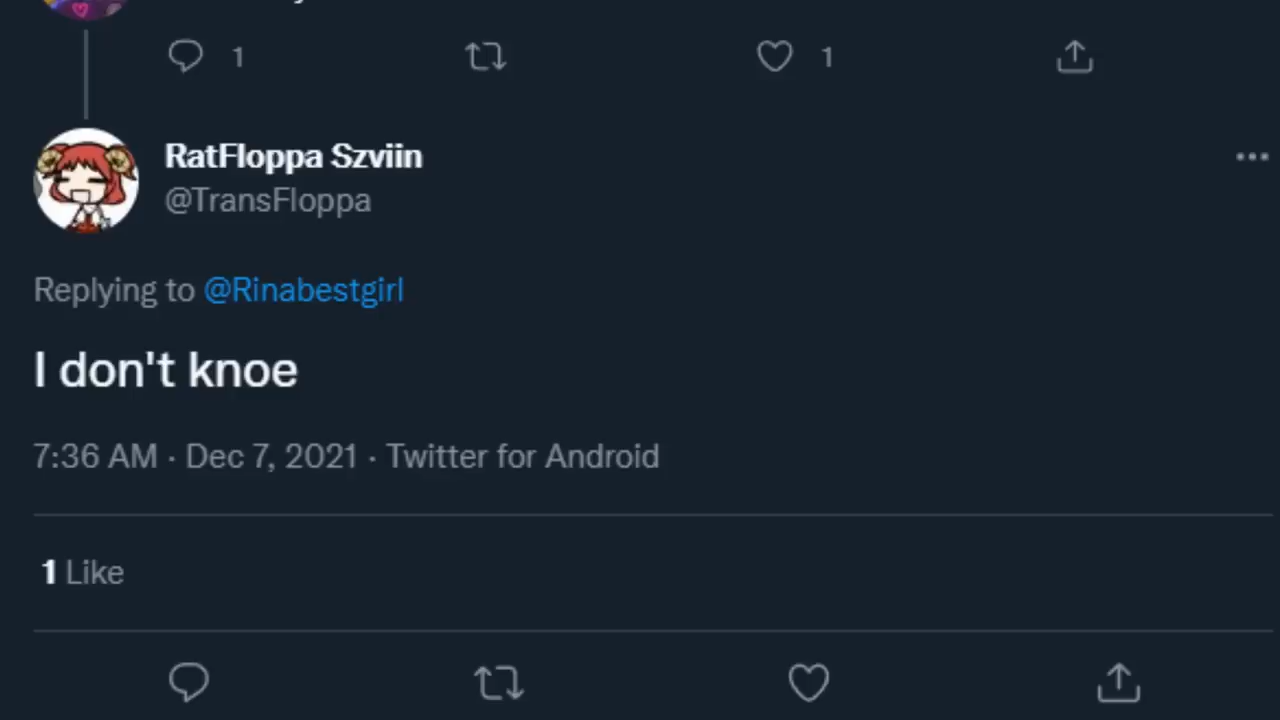 1 1
RatFloppa Szviin
@TransFloppa
Replying to @Rinabestgirl
I don't knoe
7:36 AM · Dec 7, 2021 · Twitter for Android
1 Like